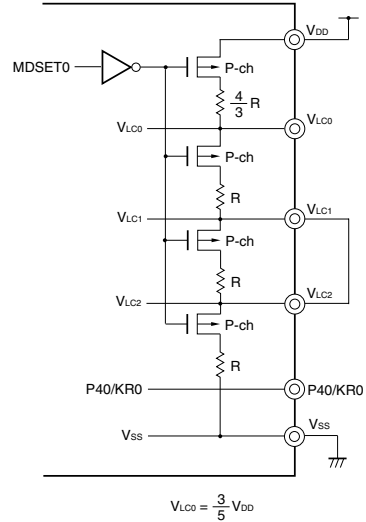 VDD
MDSET0
P-ch
4/3 R
VLC0
VLC0
P-ch
R
VLC1
VLC1
P-ch
R
VLC2
VLC2
P-ch
R
P40/KR0
P40/KR0
VSS
VSS
VLC0 = 3/5 VDD